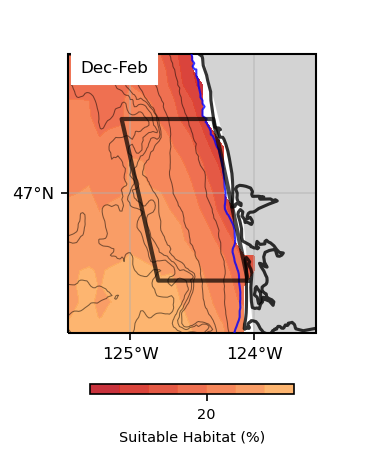 Dec-Feb
47°N
125°W 124°W
20
Suitable Habitat (%)